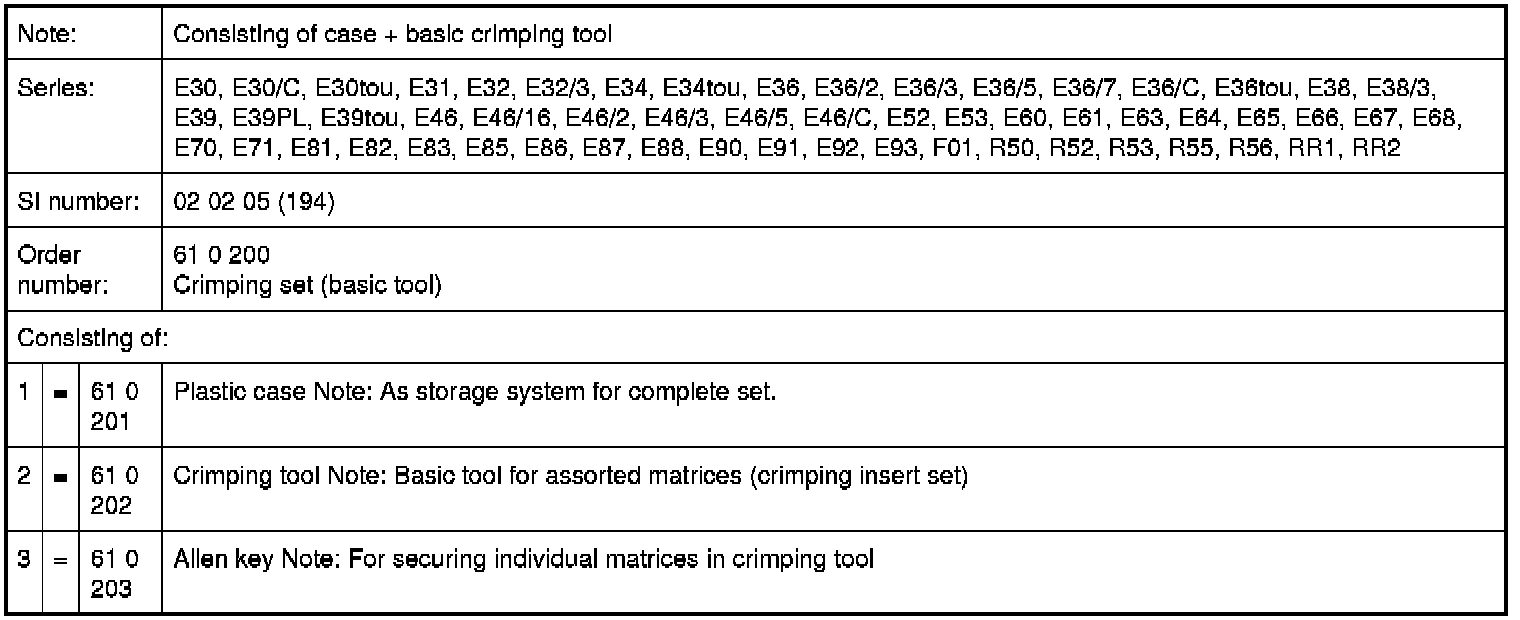 Note: Consisting of case + basic crimping tool
Series: E30, E30/C, E30tou, E31, E32, E32/3, E34, E34tou, E36, E36/2, E36/3, E36/5, E36/7, E36/C, E36tou, E38, E38/3,
E39, E39PL, E39tou, E46, E46/16, E46/2, E46/3, E46/5, E46/C, E52, E53, E60, E61, E63, E64, E65, E66, E67, E68,
E70, E71, E81, E82, E83, E85, E86, E87, E88, E90, E91, E92, E93, F01, R50, R52, R53, R55, R56, RR1, RR2
SI number: 02 02 05 (194)
Order number: 61 0 200
Crimping set (basic tool)
Consisting of:
1 = 61 0 201 Plastic case Note: As storage system for complete set.
2 = 61 0 202 Crimping tool Note: Basic tool for assorted matrices (crimping insert set)
3 = 61 0 203 Allen key Note: For securing individual matrices in crimping tool